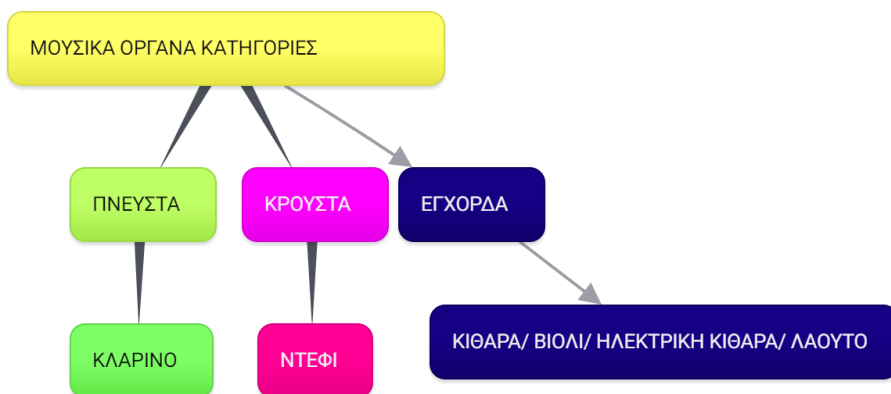 ΜΟΥΣΙΚΑ ΟΡΓΑΝΑ ΚΑΤΗΓΟΡΙΕΣ
ΠΝΕΥΣΤΑ
ΚΡΟΥΣΤΑ
ΕΓΧΟΡΔΑ
ΚΛΑΡΙΝΟ
ΝΤΕΦΙ
ΚΙΘΑΡΑ/ ΒΙΟΛΙ/ ΗΛΕΚΤΡΙΚΗ ΚΙΘΑΡΑ/ ΛΑΟΥΤΟ